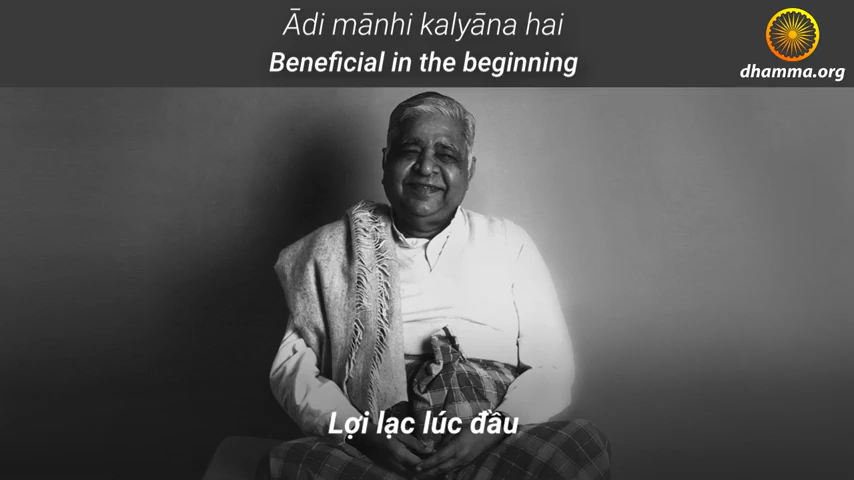 Ādi mānhi kalyāna hai
Beneficial in the beginning
dhamma.org
Lợi lạc lúc đầu